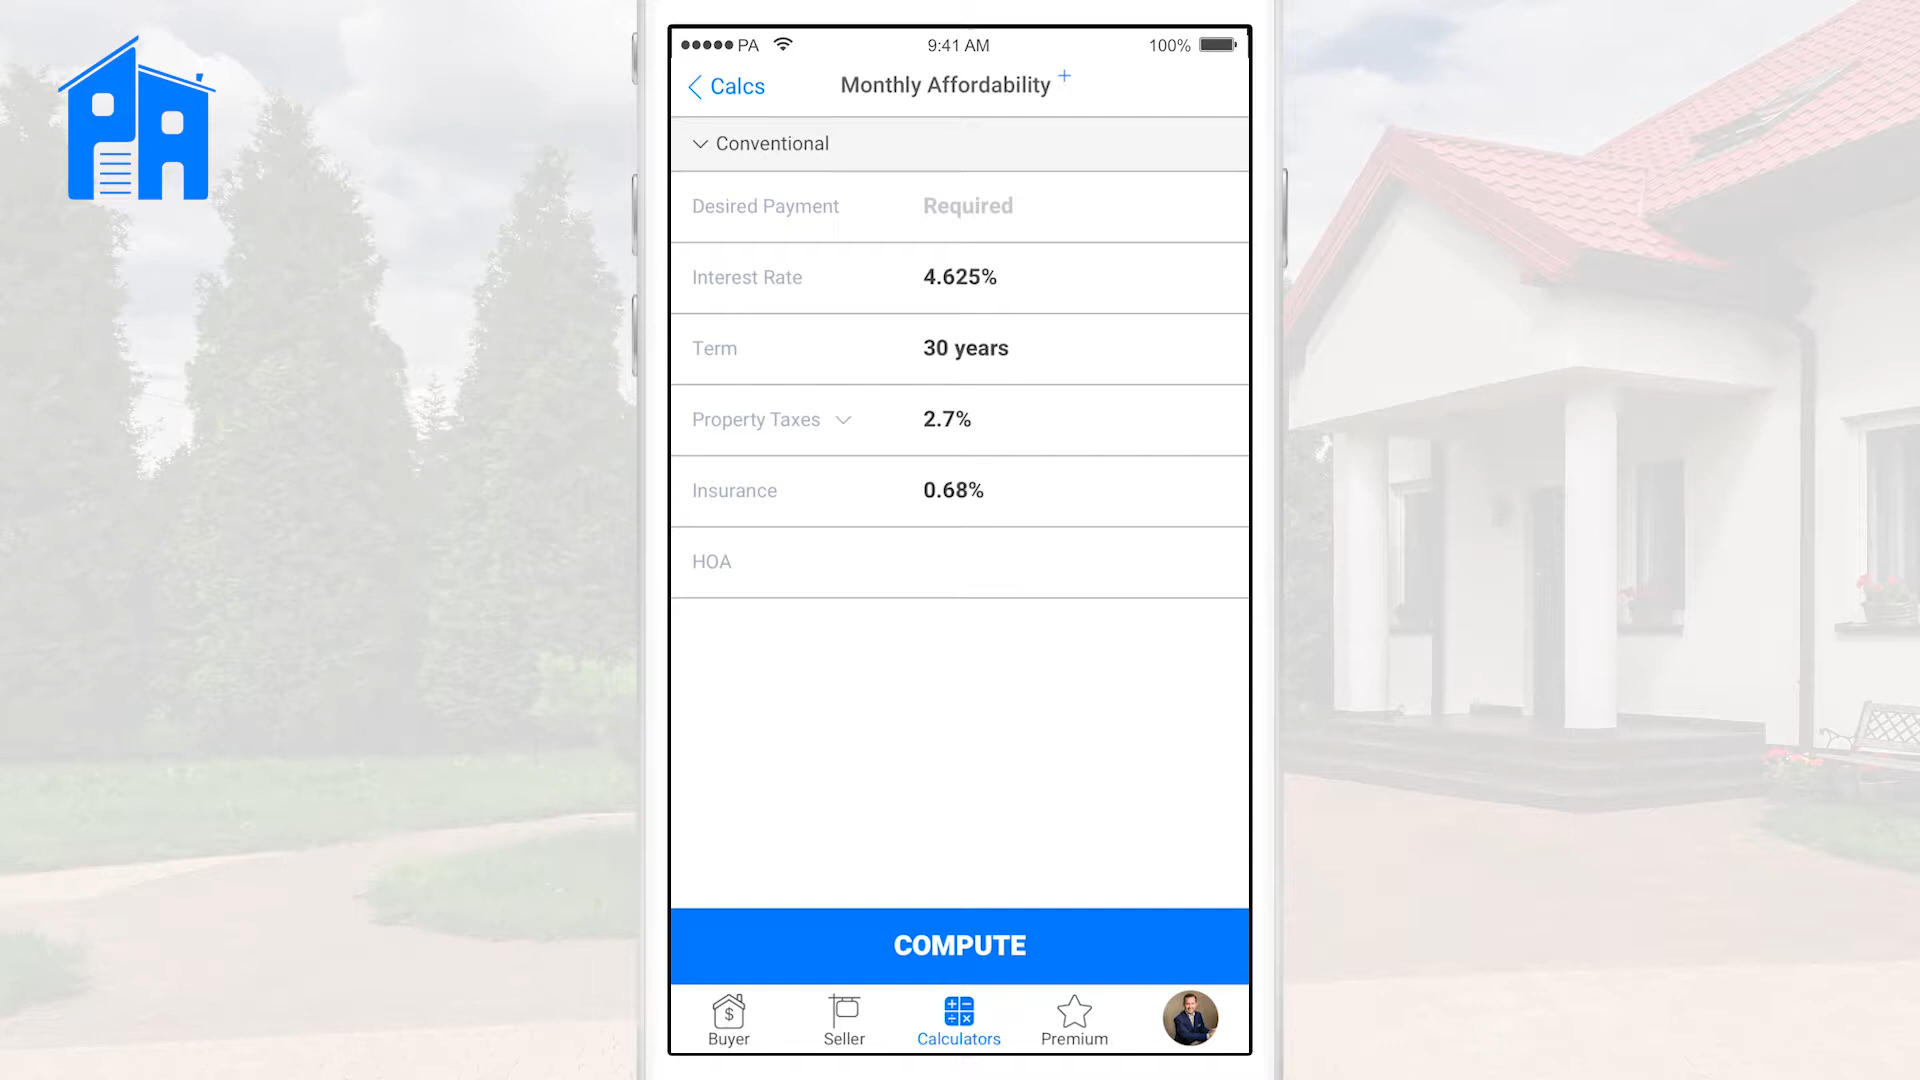 PA
9:41 AM
100%
Calcs
Monthly Affordability +
Conventional
Desired Payment Required
Interest Rate 4.625%
Term 30 years
Property Taxes 2.7%
Insurance 0.68%
HOA
COMPUTE
Buyer
Seller
Calculators
Premium